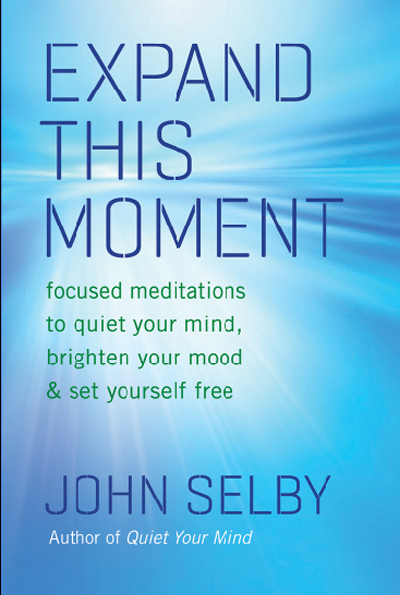 EXPAND
THIS
MOMENT
focused meditations
to quiet your mind,
brighten your mood
& set yourself free
JOHN SELBY
Author of Quiet Your Mind